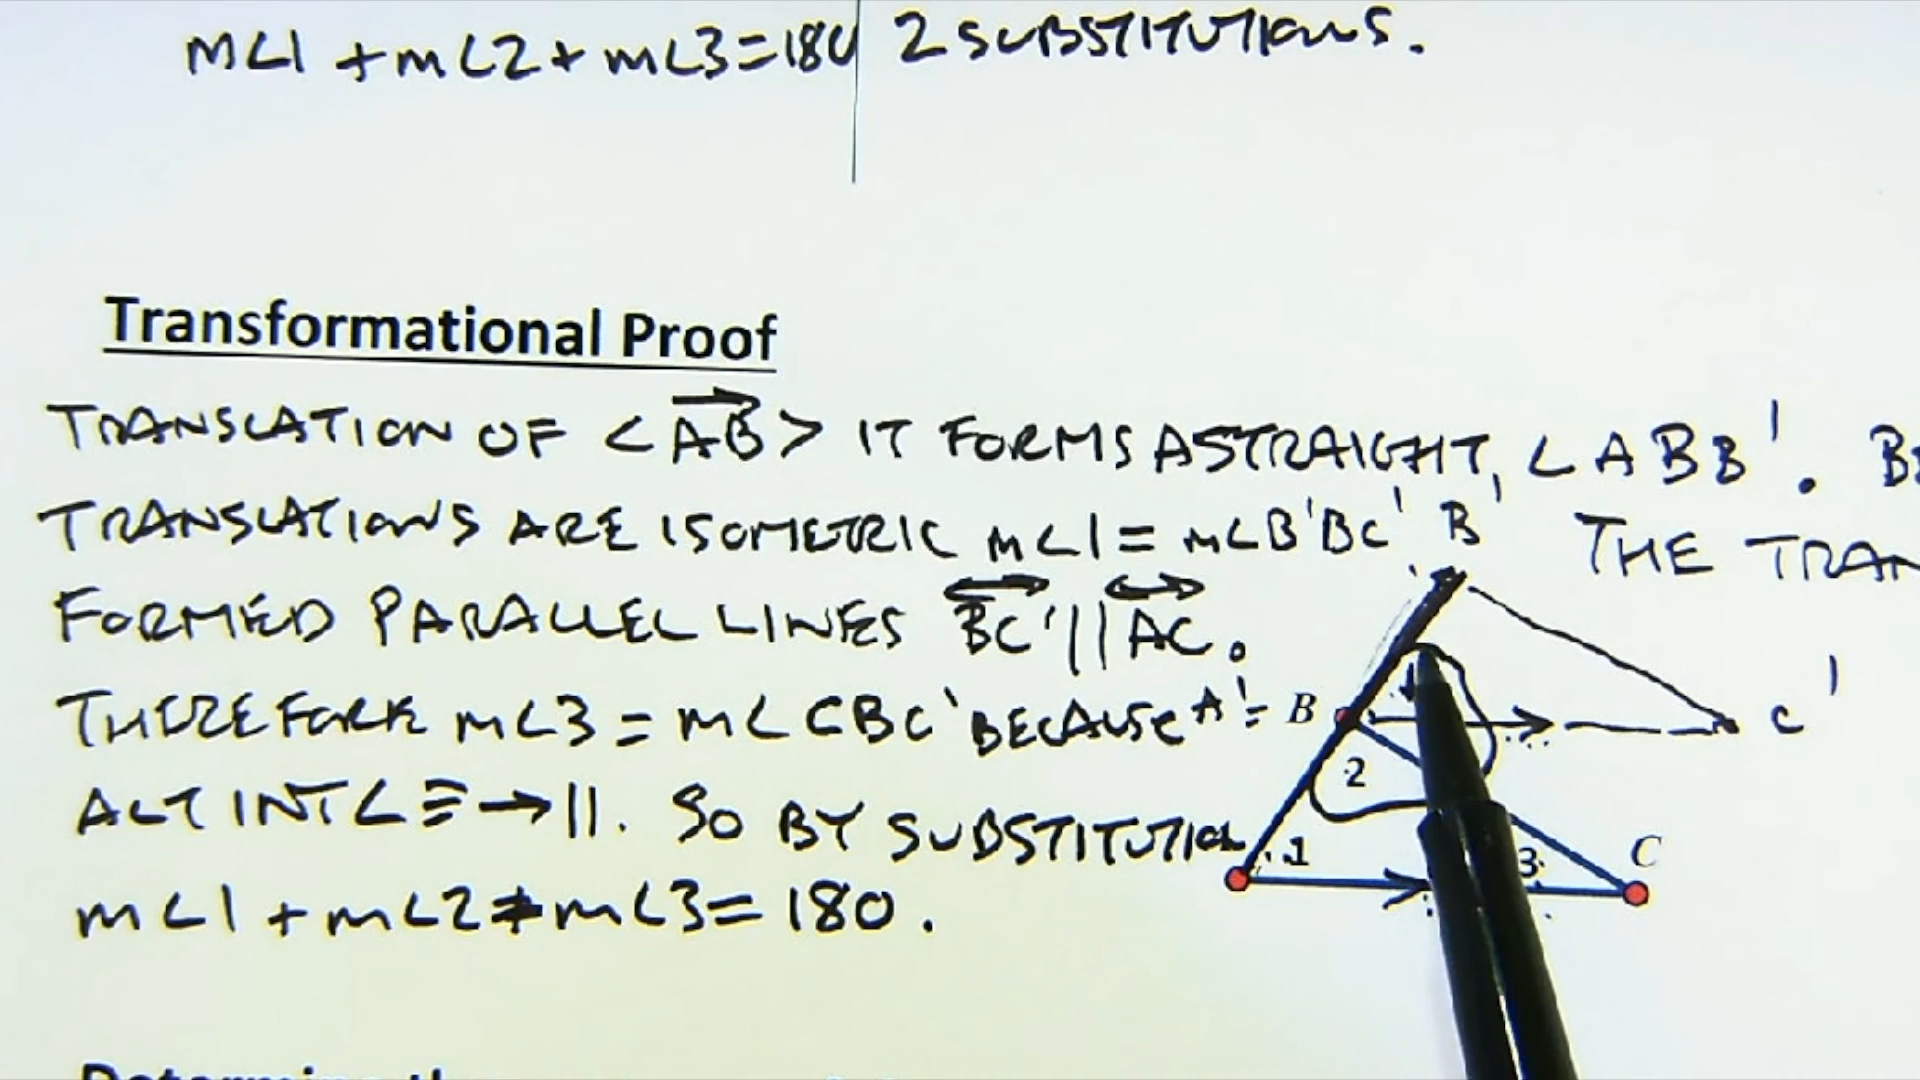 m∠1 + m∠2 + m∠3 = 180 2 SUBSTITUTIONS.
Transformational Proof
TRANSLATION OF <AB> IT FORMS A STRAIGHT ∠ABB'.
TRANSLATIONS ARE ISOMETRIC m∠1 = m∠B'BC' THE
FORMED PARALLEL LINES BC' || AC.
THEREFORE m∠3 = m∠CBC' BECAUSE
ALT INT ∠ ≅ → ||. SO BY SUBSTITUTION
m∠1 + m∠2 + m∠3 = 180.
B'
A' = B
C'
2
1
3
C